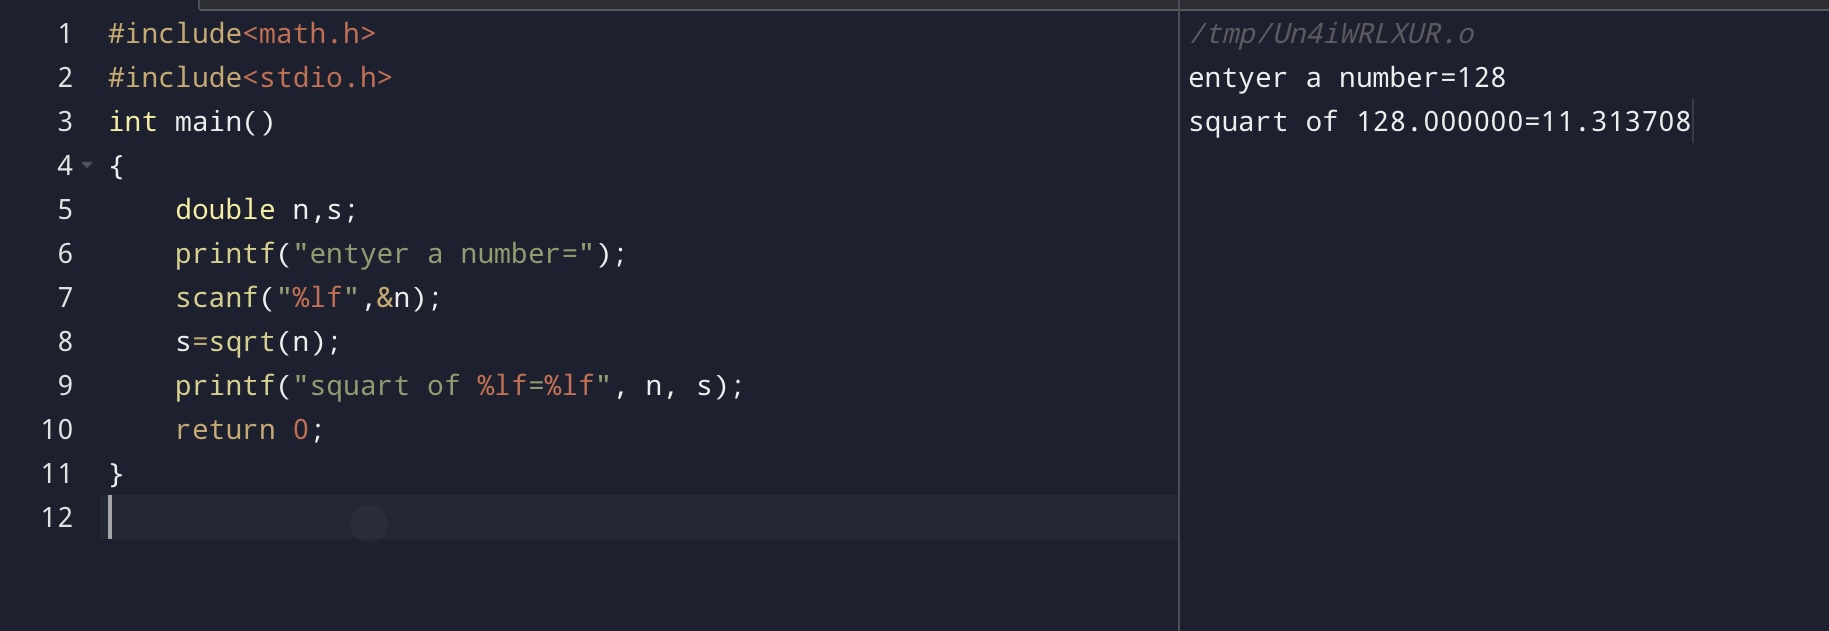 1 #include<math.h>
2 #include<stdio.h>
3 int main()
4 {
5 double n,s;
6 printf("entyer a number=");
7 scanf("%lf",&n);
8 s=sqrt(n);
9 printf("squart of %lf=%lf", n, s);
10 return 0;
11 }
12
/tmp/Un4iWRLXUR.o
entyer a number=128
squart of 128.000000=11.313708